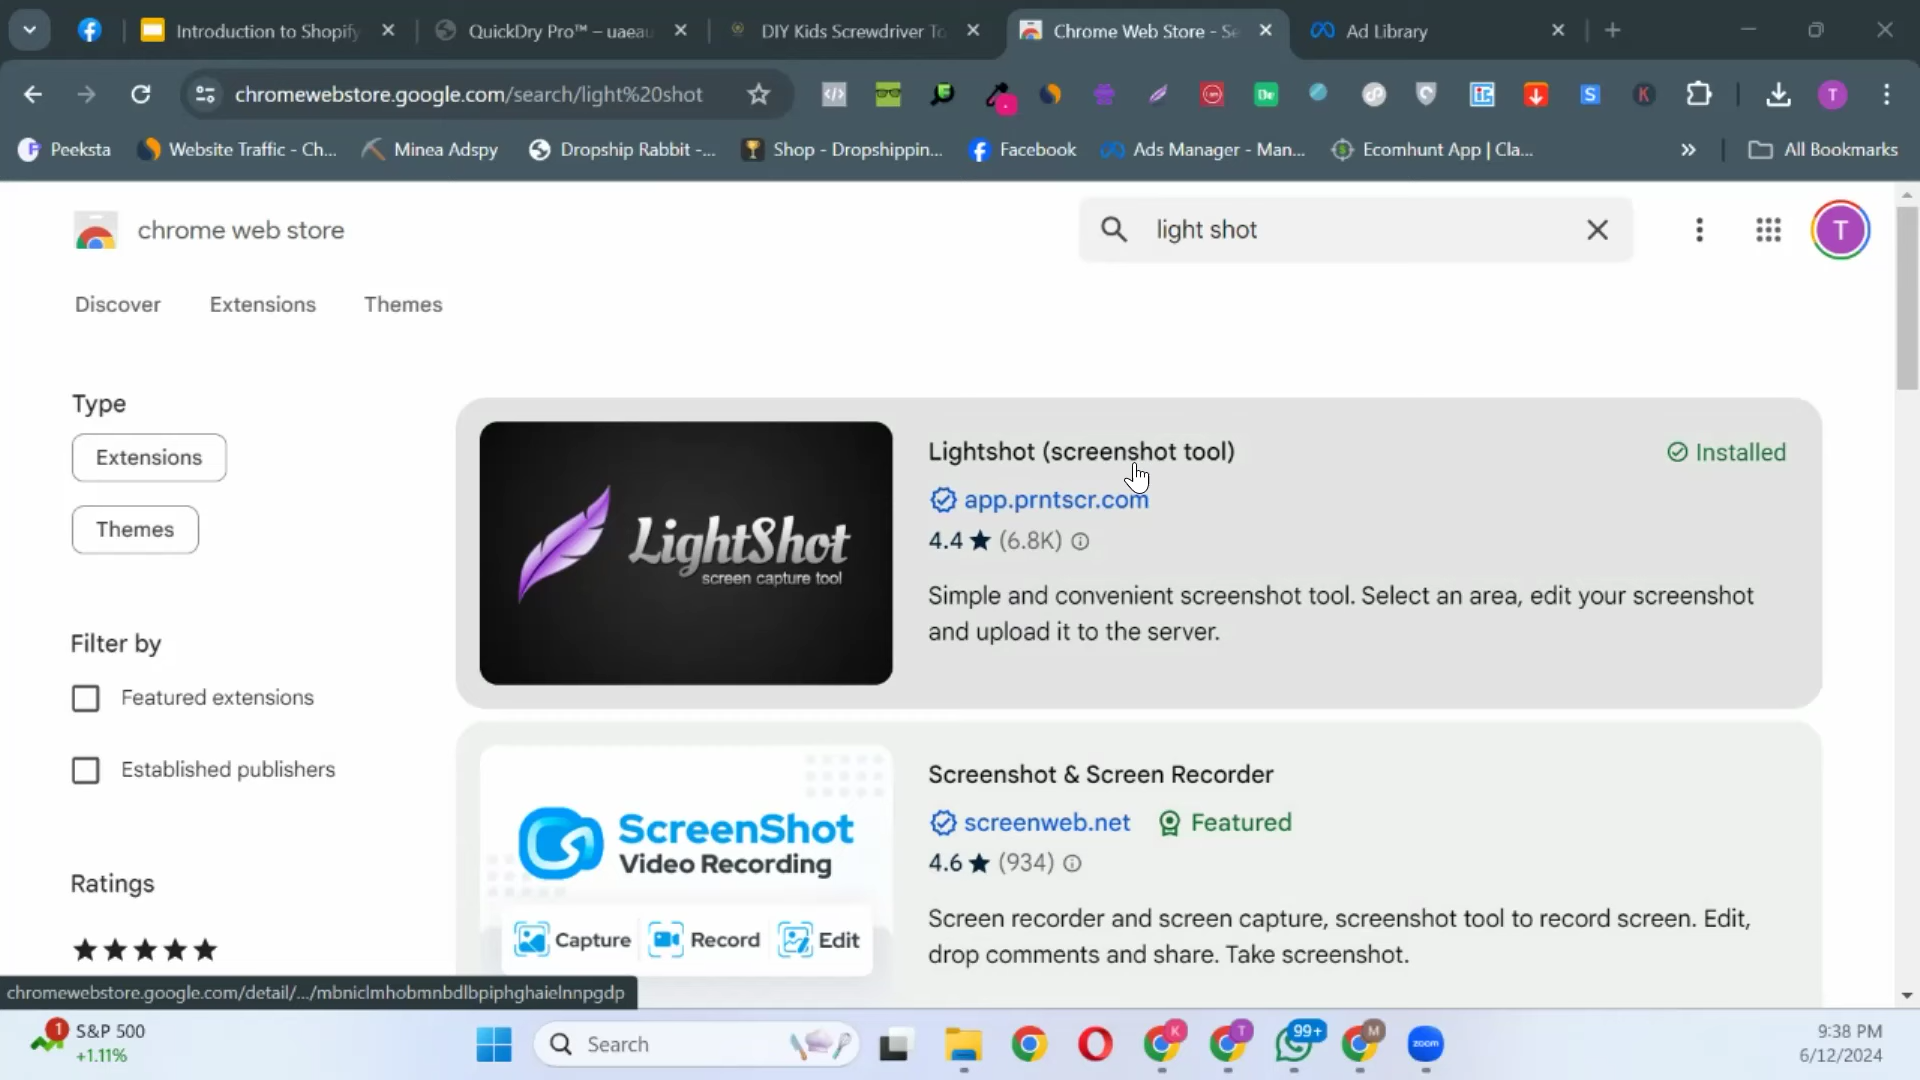 Introduction to Shopify
QuickDry Pro™ – uaeau
DIY Kids Screwdriver To
Chrome Web Store - Se
Ad Library
chromewebstore.google.com/search/light%20shot
T
Peeksta
Website Traffic - Ch...
Minea Adspy
Dropship Rabbit -...
Shop - Dropshippin...
Facebook
Ads Manager - Man...
Ecomhunt App | Cla...
All Bookmarks
chrome web store
light shot
T
Discover
Extensions
Themes
Type
Extensions
Themes
Filter by
Featured extensions
Established publishers
Ratings
LightShot
screen capture tool
Lightshot (screenshot tool)
Installed
app.prntscr.com
4.4 ★ (6.8K)
Simple and convenient screenshot tool. Select an area, edit your screenshot
and upload it to the server.
ScreenShot
Video Recording
Capture
Record
Edit
Screenshot & Screen Recorder
screenweb.net
Featured
4.6 ★ (934)
Screen recorder and screen capture, screenshot tool to record screen. Edit,
drop comments and share. Take screenshot.
chromewebstore.google.com/detail/.../mbniclmhobmnbdlbpiphghaielnnpgdp
1
S&P 500
+1.11%
Search
K
T
99+
M
zoom
9:38 PM
6/12/2024